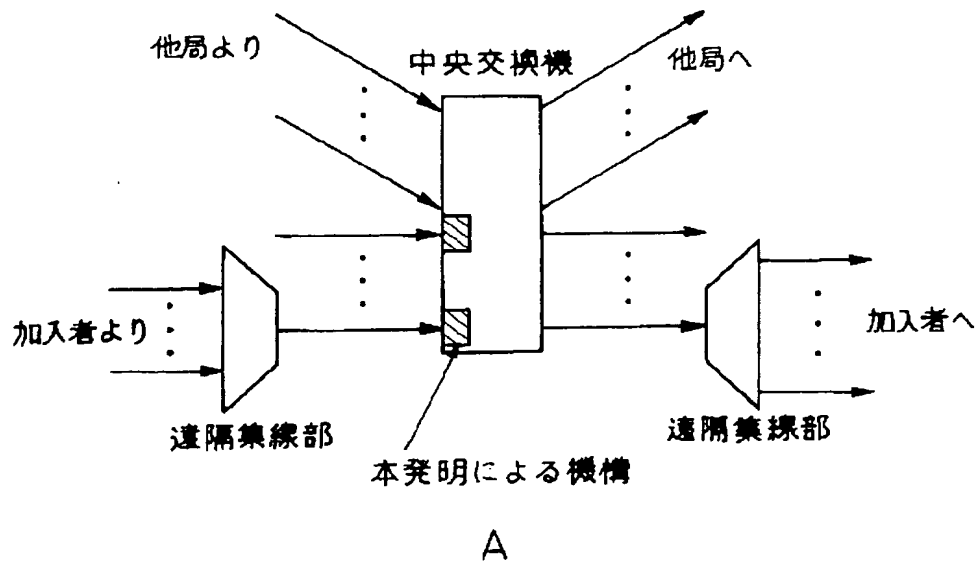 他局より
中央交換機
他局へ
加入者より
加入者へ
遠隔集線部
遠隔集線部
本発明による機構
A